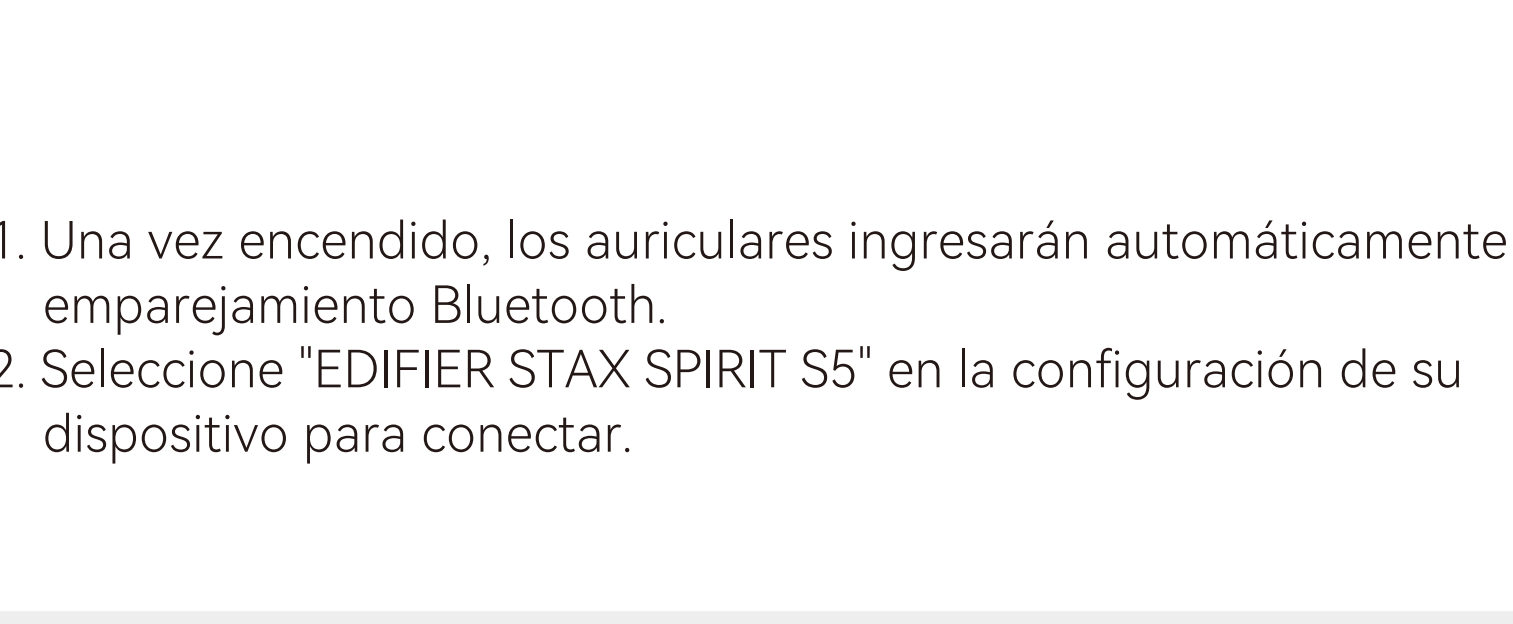 1. Una vez encendido, los auriculares ingresarán automáticamente
emparejamiento Bluetooth.
2. Seleccione "EDIFIER STAX SPIRIT S5" en la configuración de su
dispositivo para conectar.